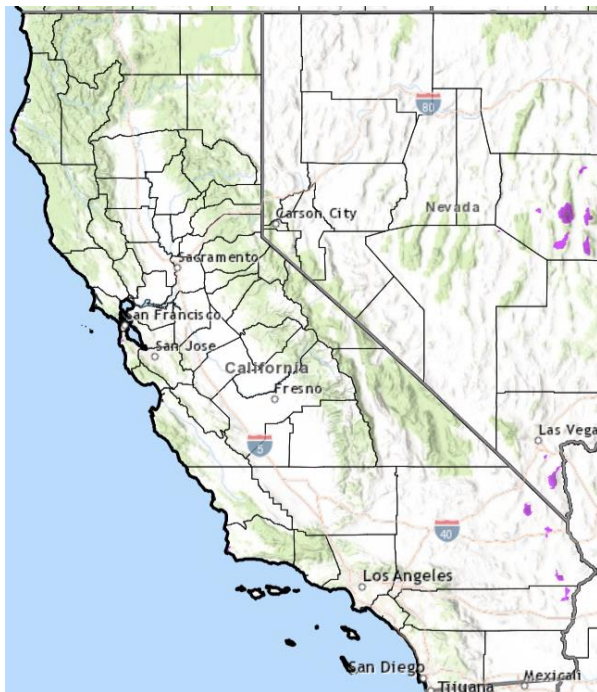 80
Nevada
Carson City
Sacramento
San Francisco
San Jose
California
Fresno
Las Vega
5
40
Los Angeles
San Diego
Mexicali
Tijuana